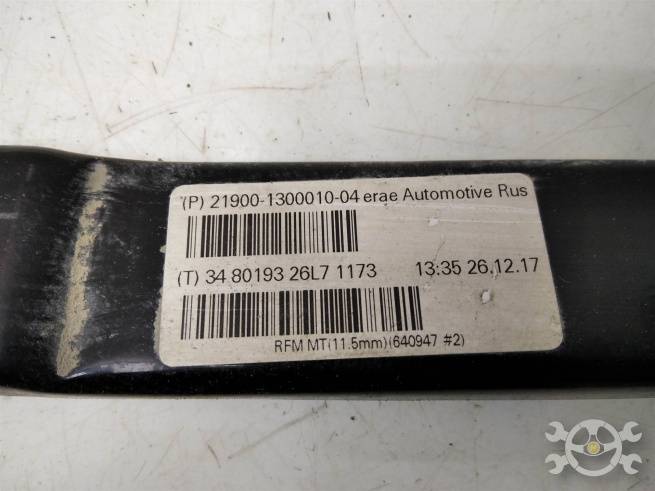 (P) 21900-1300010-04 erae Automotive Rus
(T) 34 80193 26L7 1173 13:35 26.12.17
RFM MT(11.5mm)(640947 #2)